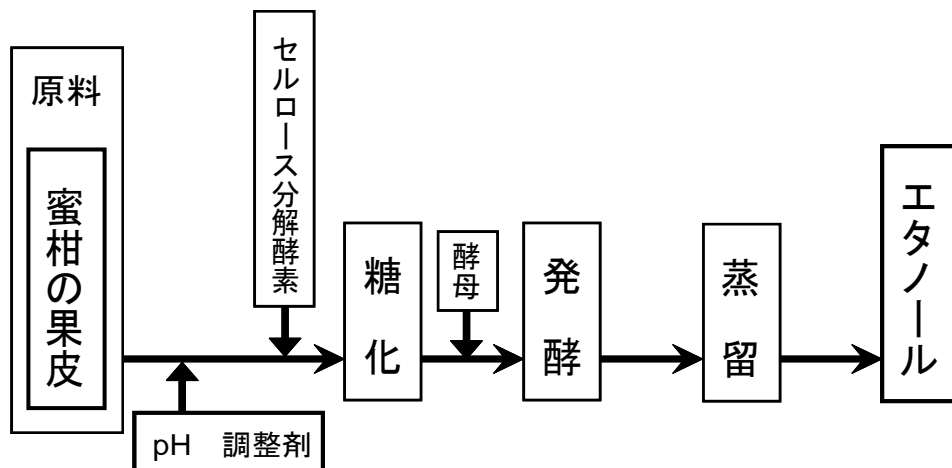 原料
蜜柑の果皮
pH　調整剤
セルロース分解酵素
糖化
酵母
発酵
蒸留
エタノール